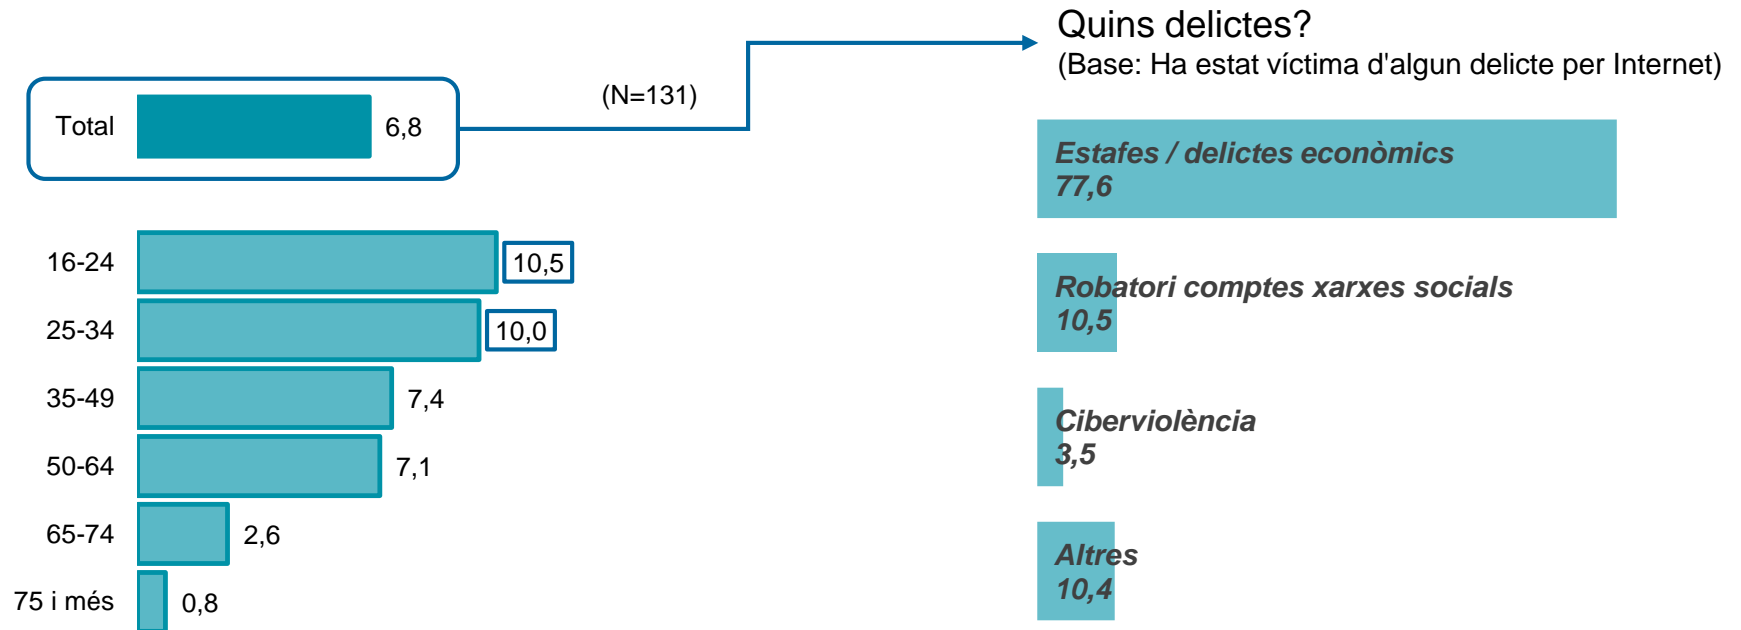 Quins delictes?
(Base: Ha estat víctima d'algun delicte per Internet)
(N=131)
Total 6,8
16-24 10,5
25-34 10,0
35-49 7,4
50-64 7,1
65-74 2,6
75 i més 0,8
Estafes / delictes econòmics
77,6
Robatori comptes xarxes socials
10,5
Ciberviolència
3,5
Altres
10,4